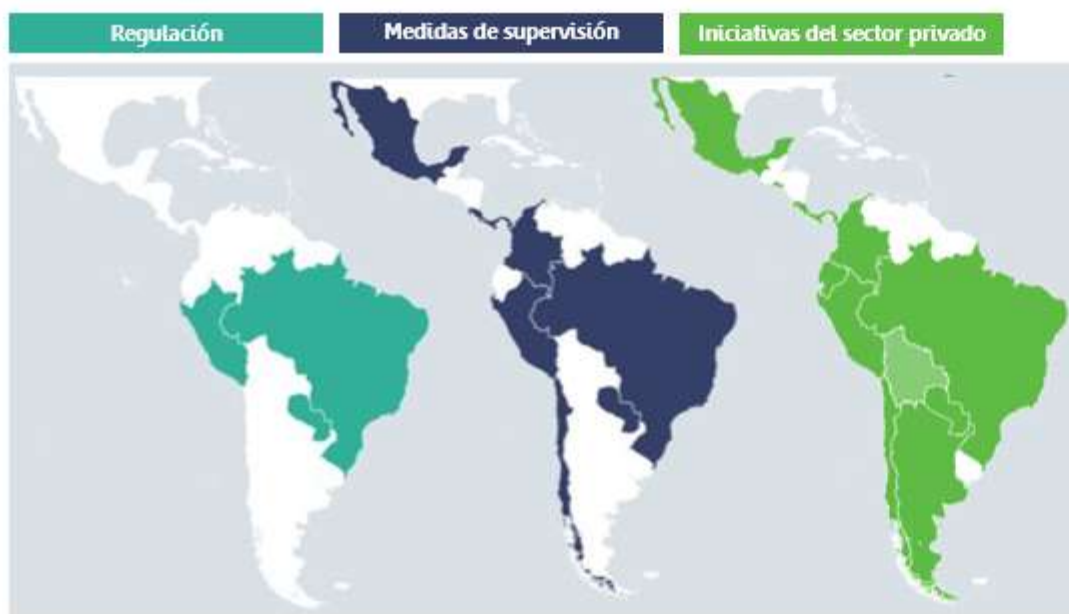 Regulación
Medidas de supervisión
Iniciativas del sector privado